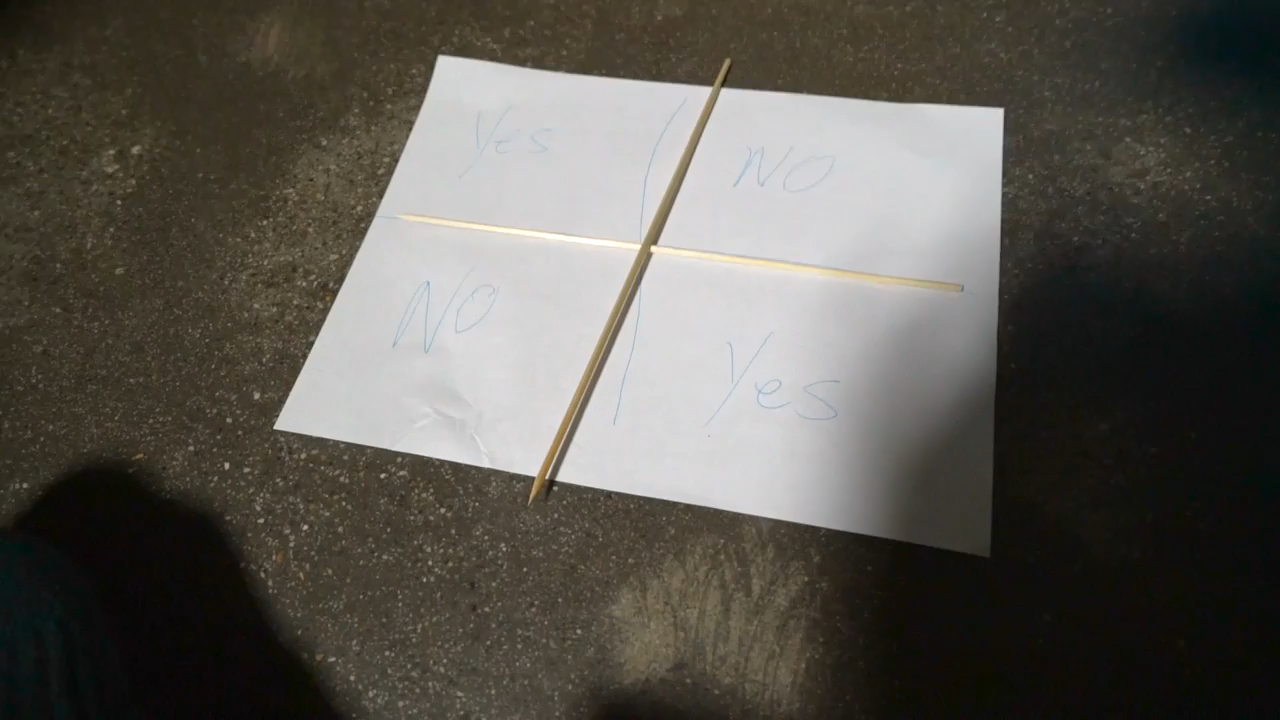 Yes NO
NO Yes